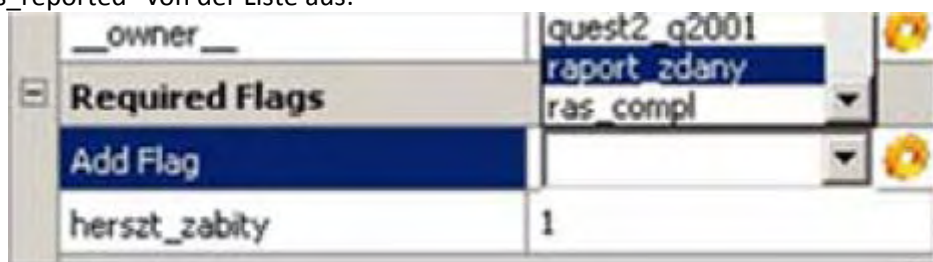 s_reported" von der Liste aus:
__owner__ quest2_q2001
raport_zdany
Required Flags
ras_compl
Add Flag
herszt_zabity 1